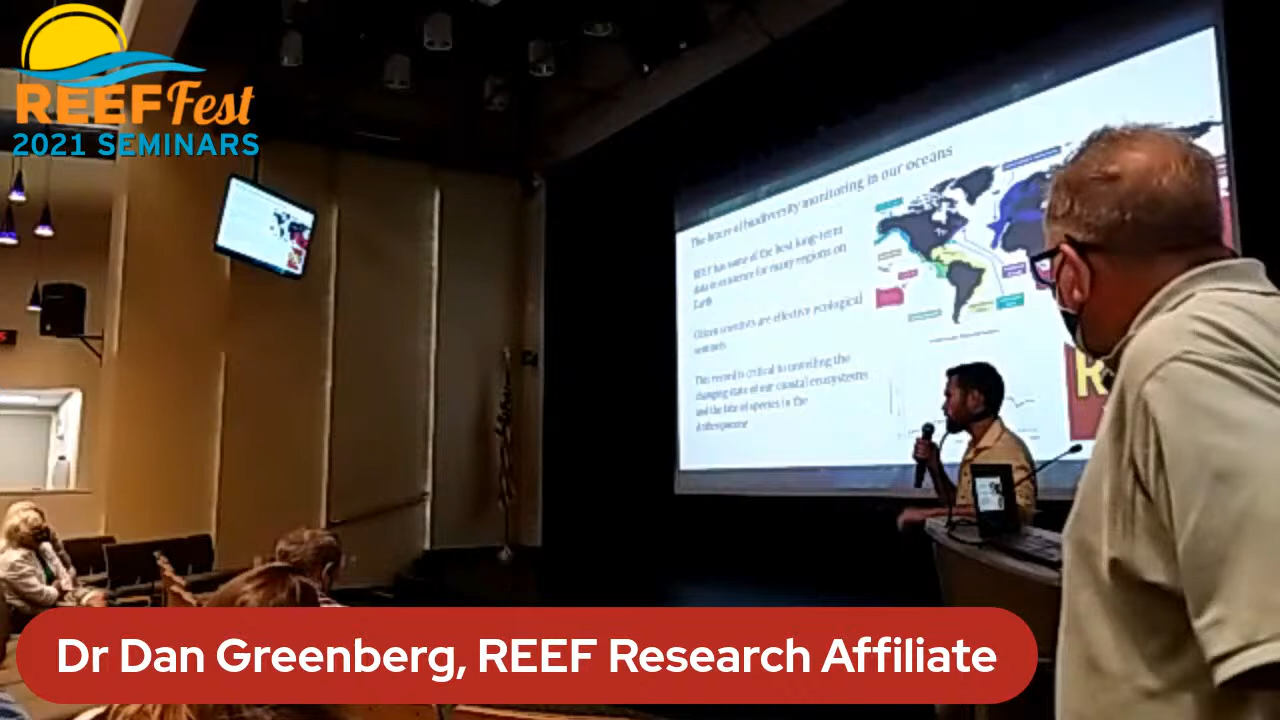 REEF Fest
2021 SEMINARS
The future of biodiversity monitoring in our oceans
REEF has some of the best long-term
data in existence for many regions on
Earth
Citizen scientists are effective ecological
sentinels
This record is critical to unveiling the
changing state of our coastal ecosystems
and the fate of species in the
Anthropocene
R
Dr Dan Greenberg, REEF Research Affiliate